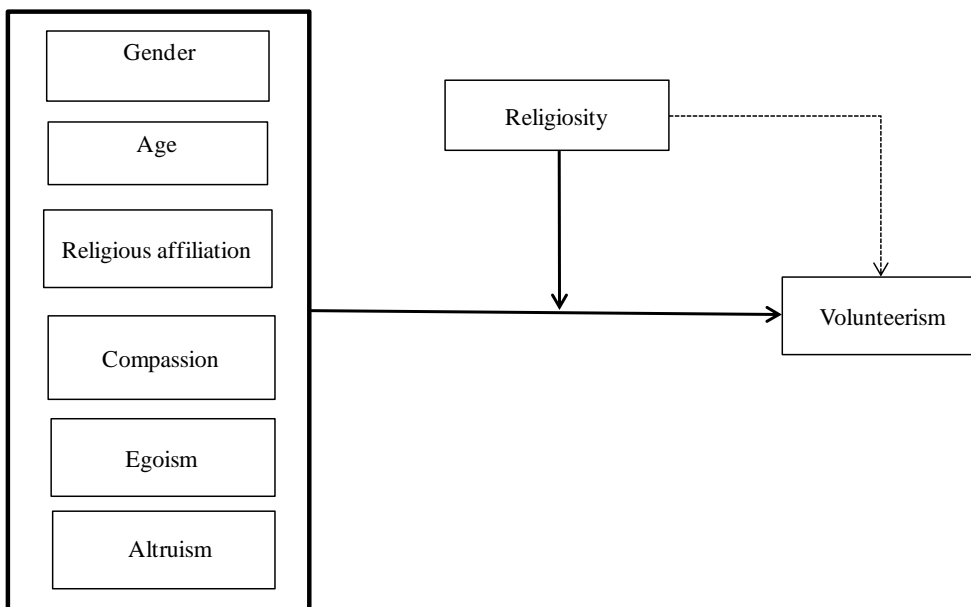 Gender
Age
Religious affiliation
Compassion
Egoism
Altruism
Religiosity
Volunteerism